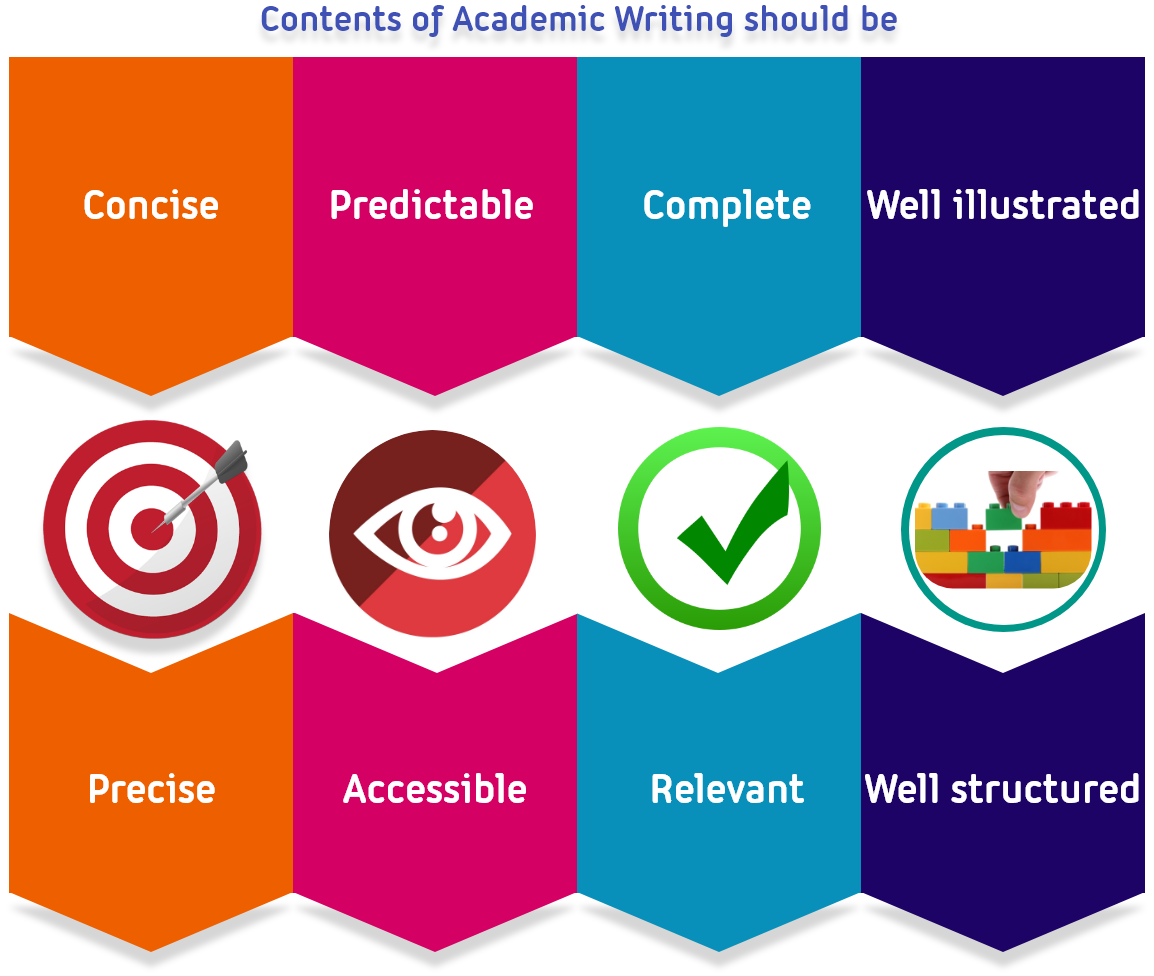 Contents of Academic Writing should be
Concise
Predictable
Complete
Well illustrated
Precise
Accessible
Relevant
Well structured